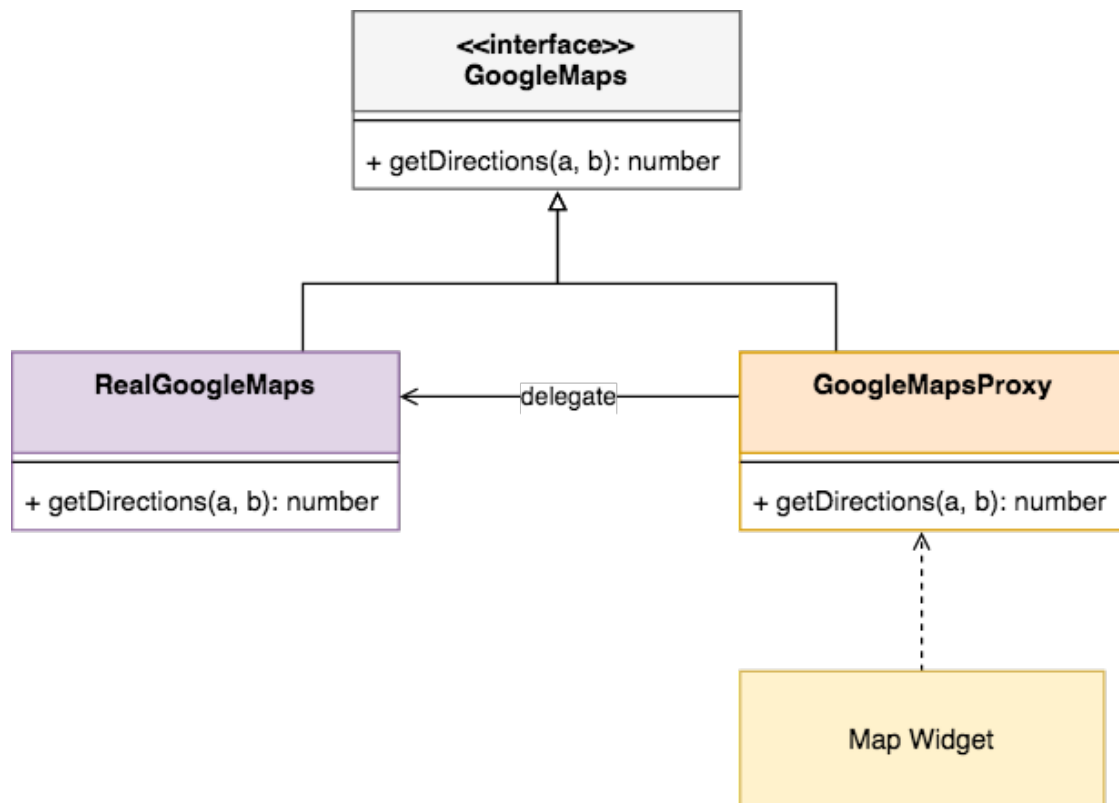 <<interface>>
GoogleMaps
+ getDirections(a, b): number
RealGoogleMaps
delegate
GoogleMapsProxy
+ getDirections(a, b): number
+ getDirections(a, b): number
Map Widget